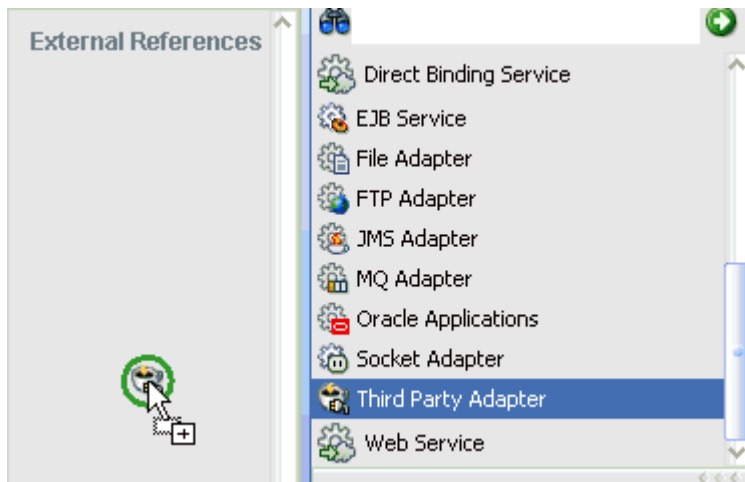 External References
Direct Binding Service
EJB Service
File Adapter
FTP Adapter
JMS Adapter
MQ Adapter
Oracle Applications
Socket Adapter
Third Party Adapter
Web Service